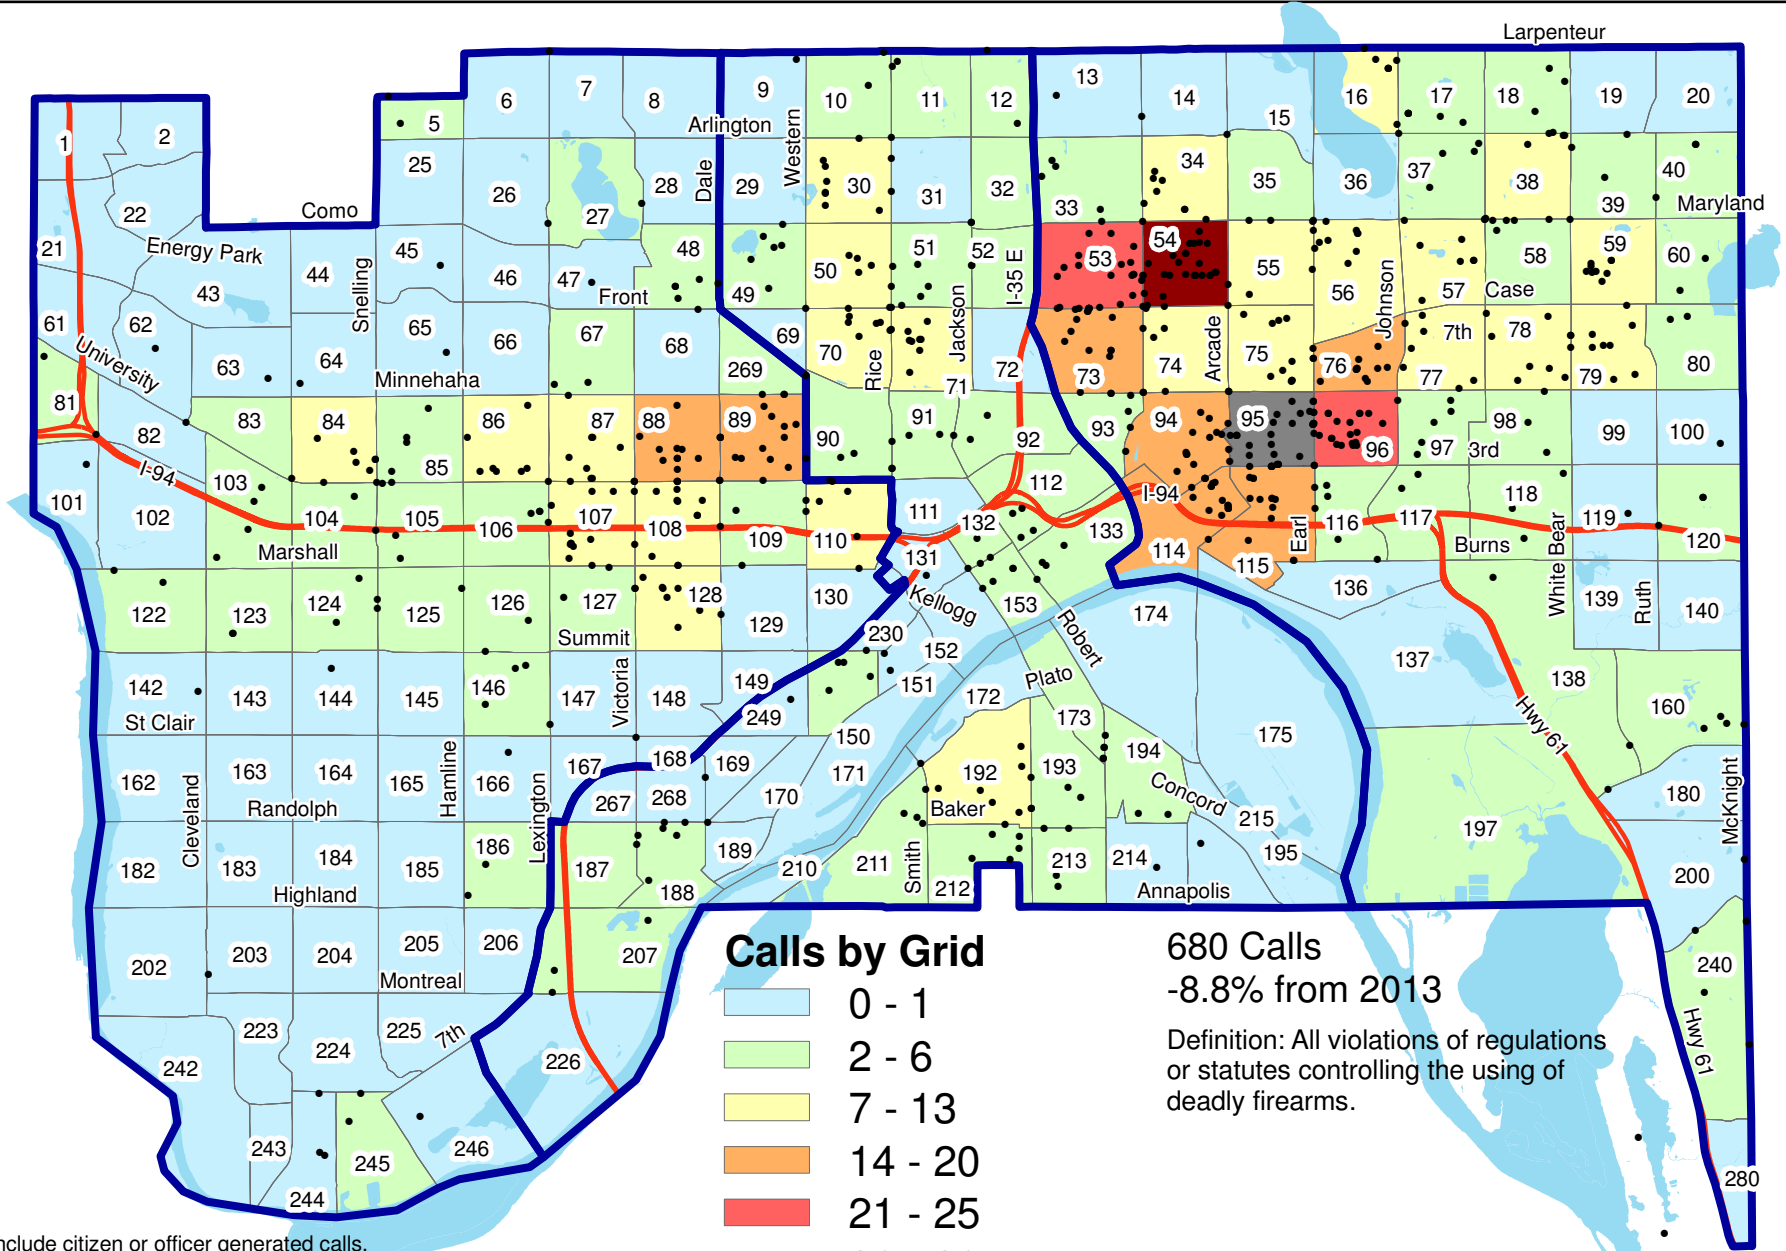 Larpenteur
1 2 5 6 7 8 9 10 11 12 13 14 15 16 17 18 19 20
Arlington
Dale
Western
21 22 25 26 27 28 29 30 31 32 33 34 35 36 37 38 39 40
Como
Maryland
Energy Park
Snelling
43 44 45 46 47 48 49 50 51 52 53 54 55 56 57 58 59 60
Front
Jackson
I-35 E
Johnson
Case
61 62 63 64 65 66 67 68 69 269 70 71 72 73 74 75 76 77 78 79 80
University
Minnehaha
Rice
Arcade
7th
81 82 83 84 85 86 87 88 89 90 91 92 93 94 95 96 97 98 99 100
I-94
3rd
101 102 103 104 105 106 107 108 109 110 111 112 132 133 131 114 115 116 117 118 119 120
Marshall
I-94
Earl
Burns
White Bear
Ruth
122 123 124 125 126 127 128 129 130 230 153 174 136 137 138 139 140
Summit
Kellogg
Robert
142 143 144 145 146 147 148 149 249 150 151 152 172 173 175 160
St Clair
Victoria
Plato
Hwy 61
162 163 164 165 166 167 168 169 267 268 170 171 192 193 194 215 180
Cleveland
Randolph
Hamline
Lexington
Baker
Concord
McKnight
182 183 184 185 186 187 188 189 210 211 212 213 214 195 197 200
Highland
Smith
Annapolis
202 203 204 205 206 207 240
Montreal
7th
Hwy 61
242 223 224 225 226
243 244 245 246 280
Calls by Grid
0 - 1
2 - 6
7 - 13
14 - 20
21 - 25
680 Calls
-8.8% from 2013
Definition: All violations of regulations
or statutes controlling the using of
deadly firearms.
nclude citizen or officer generated calls.